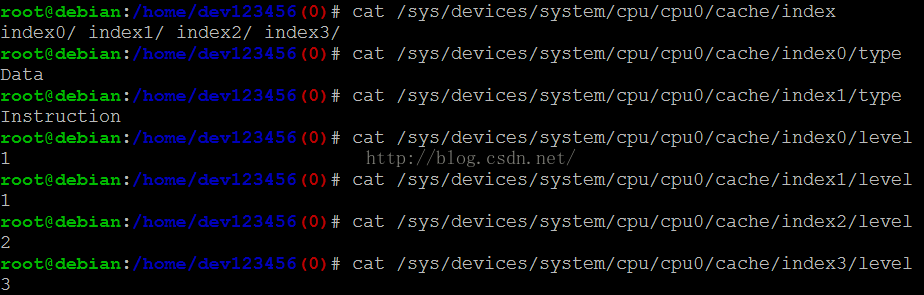 root@debian:/home/dev123456(0)# cat /sys/devices/system/cpu/cpu0/cache/index
index0/ index1/ index2/ index3/
root@debian:/home/dev123456(0)# cat /sys/devices/system/cpu/cpu0/cache/index0/type
Data
root@debian:/home/dev123456(0)# cat /sys/devices/system/cpu/cpu0/cache/index1/type
Instruction
root@debian:/home/dev123456(0)# cat /sys/devices/system/cpu/cpu0/cache/index0/level
1
http://blog.csdn.net/
root@debian:/home/dev123456(0)# cat /sys/devices/system/cpu/cpu0/cache/index1/level
1
root@debian:/home/dev123456(0)# cat /sys/devices/system/cpu/cpu0/cache/index2/level
2
root@debian:/home/dev123456(0)# cat /sys/devices/system/cpu/cpu0/cache/index3/level
3